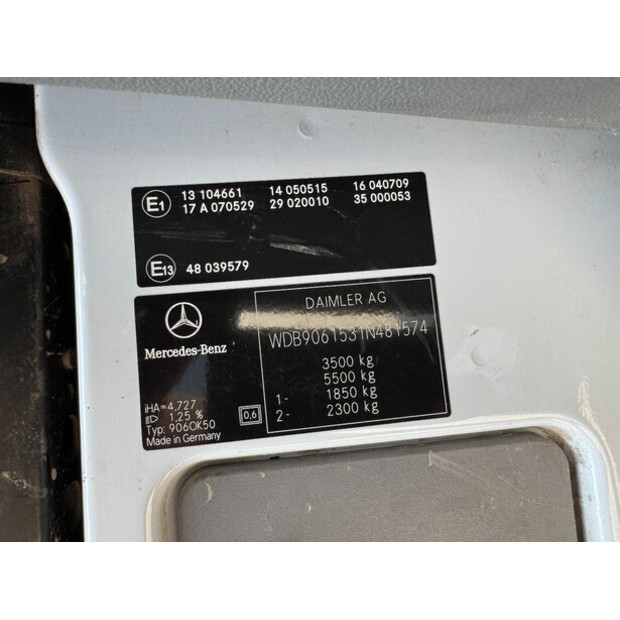 E1 13 104661 14 050515 16 040709
17 A 070529 29 020010 35 000053
E13 48 039579
Mercedes-Benz
iHA=4,727
1,25 %
Typ: 906OK50
Made in Germany
0,6
DAIMLER AG
WDB9061531N481574
3500 kg
5500 kg
1- 1850 kg
2- 2300 kg